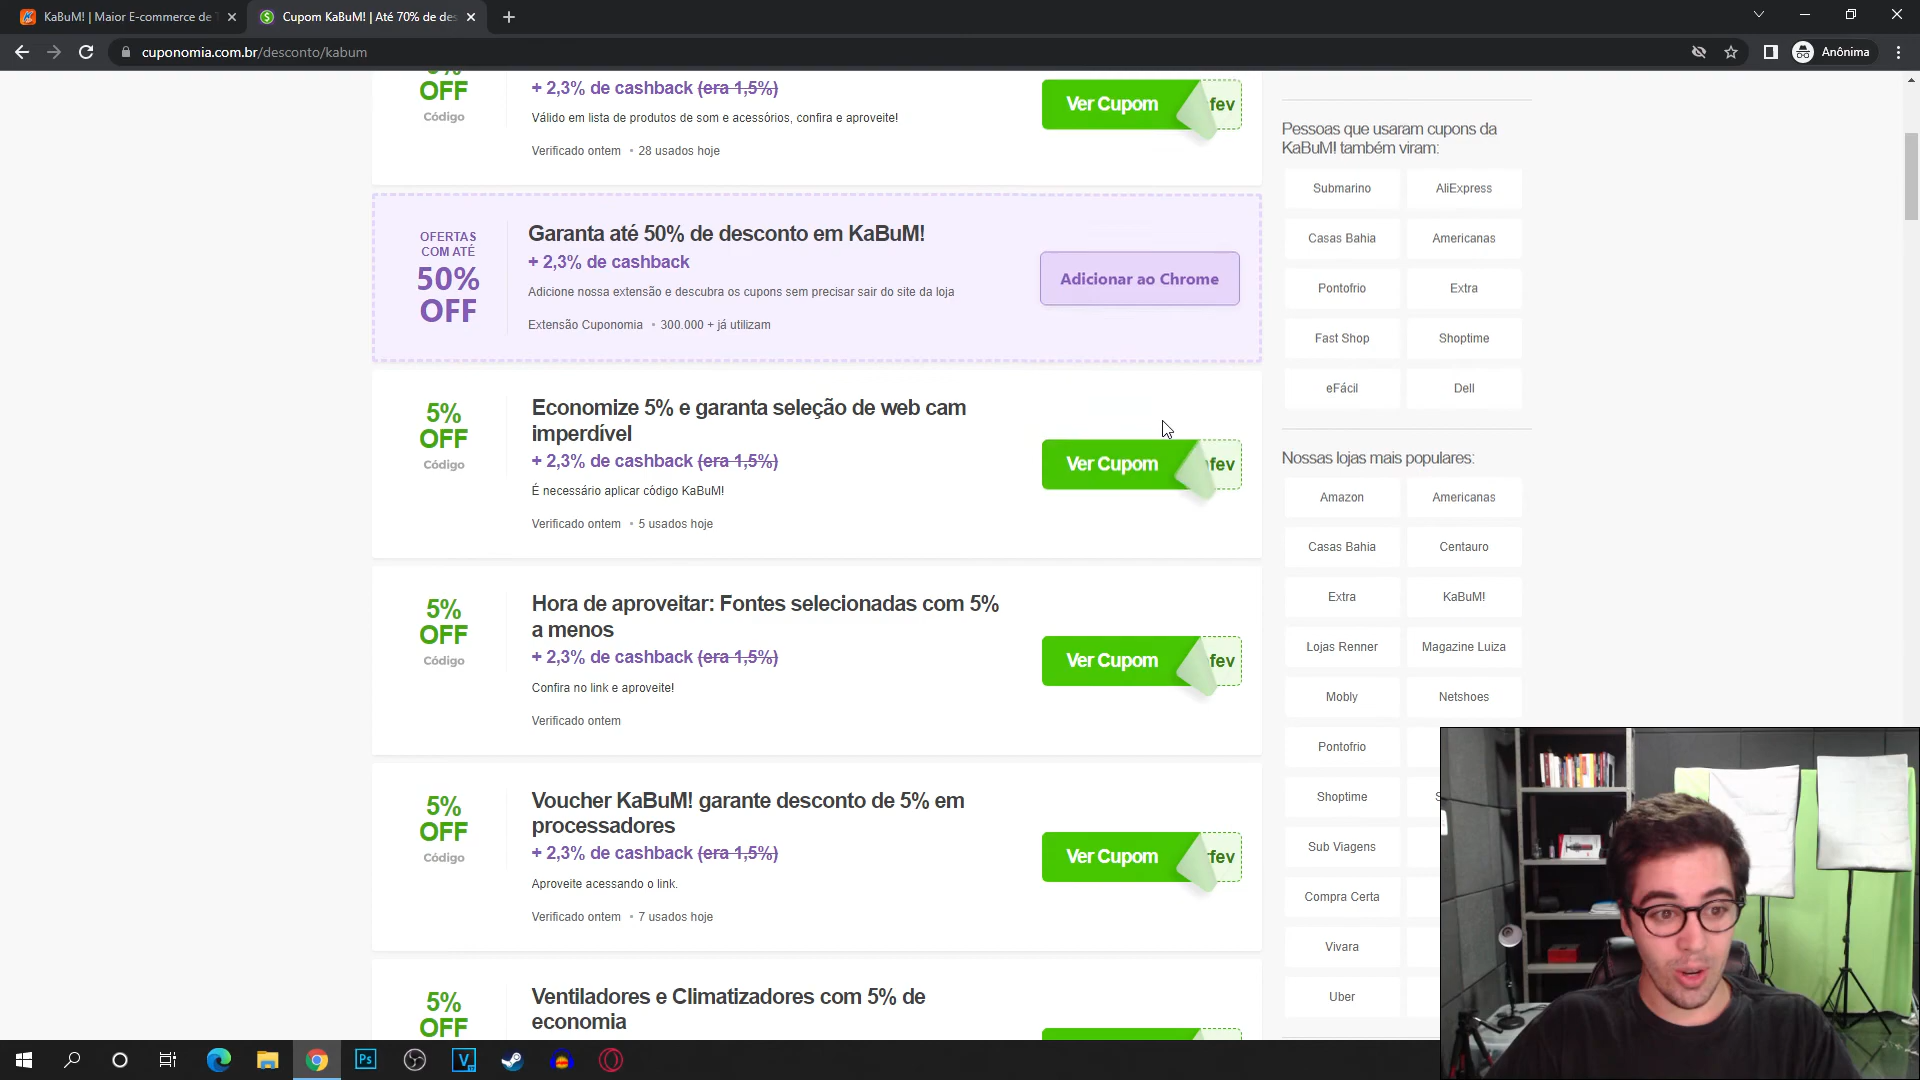 KaBuM! | Maior E-commerce de
Cupom KaBuM! | Até 70% de des
cuponomia.com.br/desconto/kabum
Anônima
OFF
Código
+ 2,3% de cashback (era 1,5%)
Válido em lista de produtos de som e acessórios, confira e aproveite!
Verificado ontem • 28 usados hoje
Ver Cupom
fev
OFERTAS
COM ATÉ
50%
OFF
Garanta até 50% de desconto em KaBuM!
+ 2,3% de cashback
Adicione nossa extensão e descubra os cupons sem precisar sair do site da loja
Extensão Cuponomia • 300.000 + já utilizam
Adicionar ao Chrome
5%
OFF
Código
Economize 5% e garanta seleção de web cam
imperdível
+ 2,3% de cashback (era 1,5%)
É necessário aplicar código KaBuM!
Verificado ontem • 5 usados hoje
Ver Cupom
fev
5%
OFF
Código
Hora de aproveitar: Fontes selecionadas com 5%
a menos
+ 2,3% de cashback (era 1,5%)
Confira no link e aproveite!
Verificado ontem
Ver Cupom
fev
5%
OFF
Código
Voucher KaBuM! garante desconto de 5% em
processadores
+ 2,3% de cashback (era 1,5%)
Aproveite acessando o link.
Verificado ontem • 7 usados hoje
Ver Cupom
fev
5%
OFF
Ventiladores e Climatizadores com 5% de
economia
Pessoas que usaram cupons da
KaBuM! também viram:
Submarino AliExpress
Casas Bahia Americanas
Pontofrio Extra
Fast Shop Shoptime
eFácil Dell
Nossas lojas mais populares:
Amazon Americanas
Casas Bahia Centauro
Extra KaBuM!
Lojas Renner Magazine Luiza
Mobly Netshoes
Pontofrio
Shoptime
Sub Viagens
Compra Certa
Vivara
Uber
Ps
V